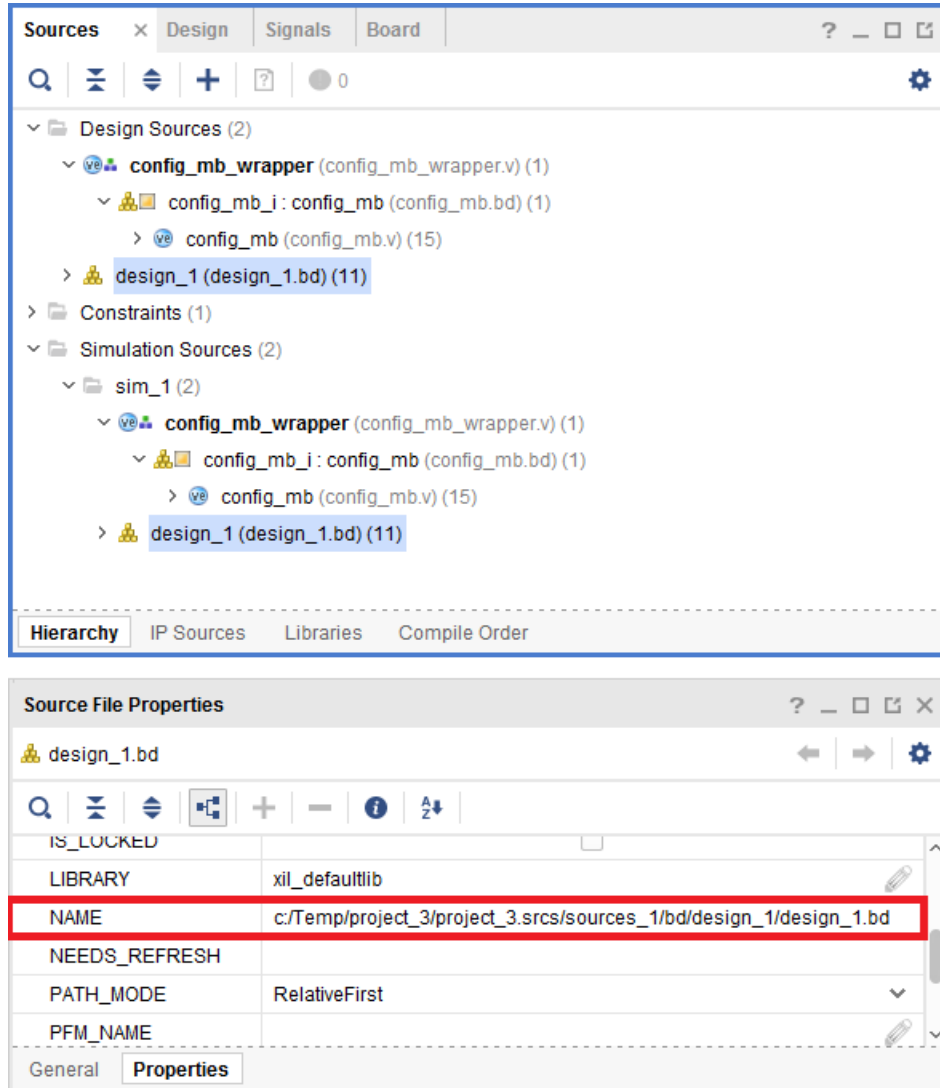 Sources × Design Signals Board ? _
0
Design Sources (2)
config_mb_wrapper (config_mb_wrapper.v) (1)
config_mb_i : config_mb (config_mb.bd) (1)
config_mb (config_mb.v) (15)
design_1 (design_1.bd) (11)
Constraints (1)
Simulation Sources (2)
sim_1 (2)
config_mb_wrapper (config_mb_wrapper.v) (1)
config_mb_i : config_mb (config_mb.bd) (1)
config_mb (config_mb.v) (15)
design_1 (design_1.bd) (11)
Hierarchy IP Sources Libraries Compile Order
Source File Properties ? _ ×
design_1.bd
IS_LOCKED
LIBRARY xil_defaultlib
NAME c:/Temp/project_3/project_3.srcs/sources_1/bd/design_1/design_1.bd
NEEDS_REFRESH
PATH_MODE RelativeFirst
PFM_NAME
General Properties